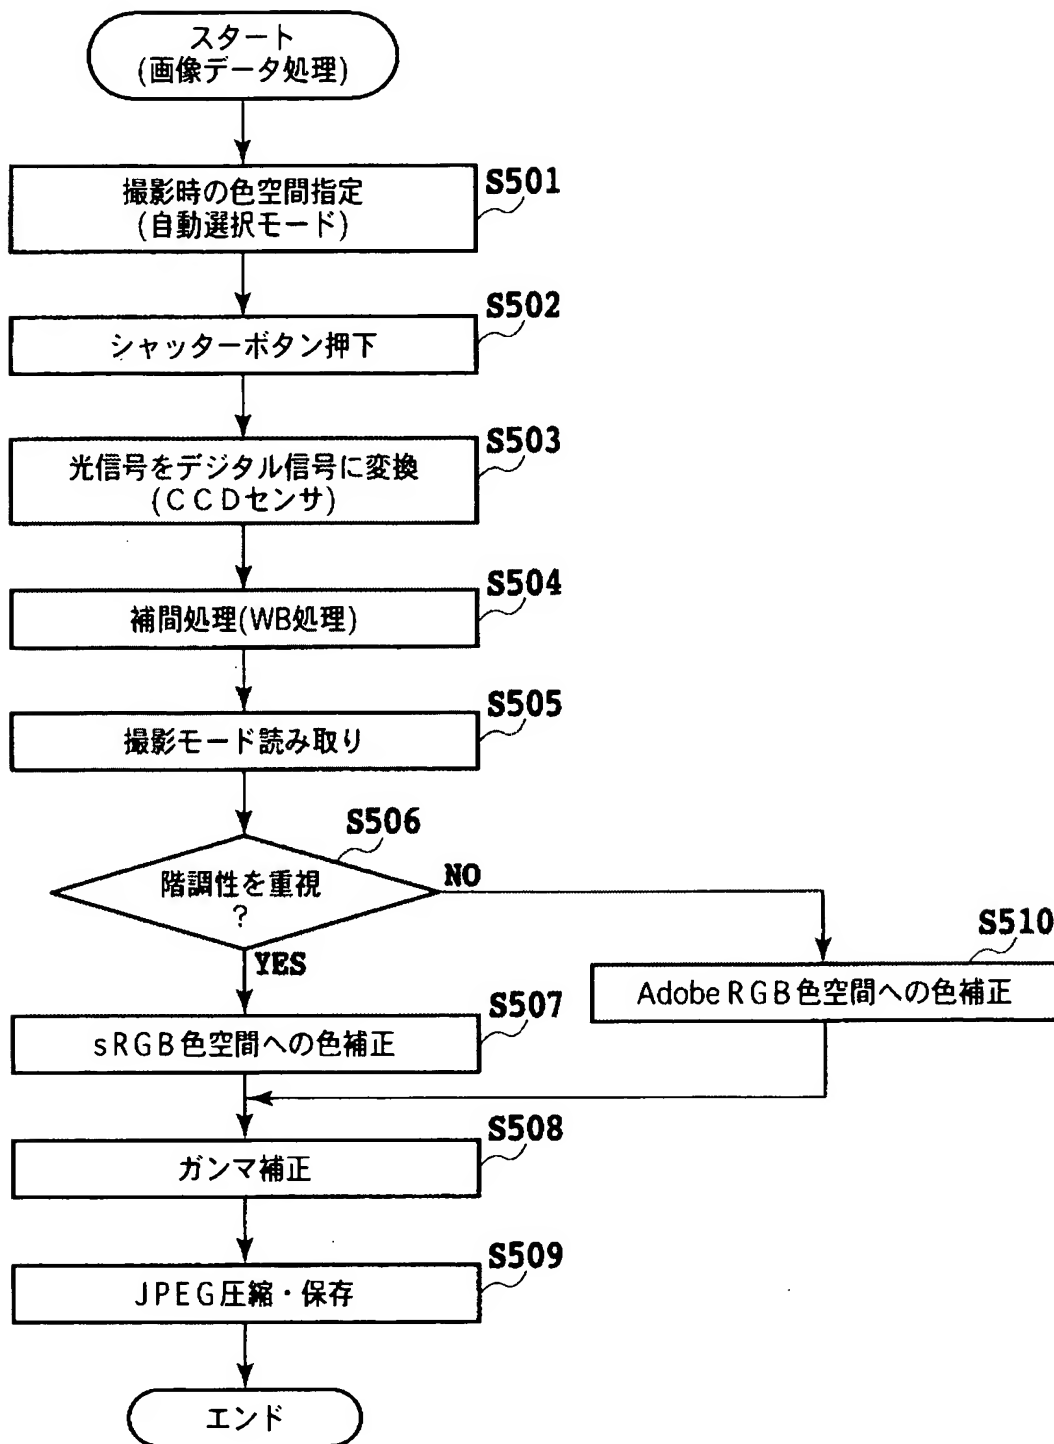 スタート
(画像データ処理)
S501
撮影時の色空間指定
(自動選択モード)
S502
シャッターボタン押下
S503
光信号をデジタル信号に変換
(CCDセンサ)
S504
補間処理(WB処理)
S505
撮影モード読み取り
S506
階調性を重視
?
NO
YES
S510
Adobe RGB色空間への色補正
S507
sRGB色空間への色補正
S508
ガンマ補正
S509
JPEG圧縮・保存
エンド